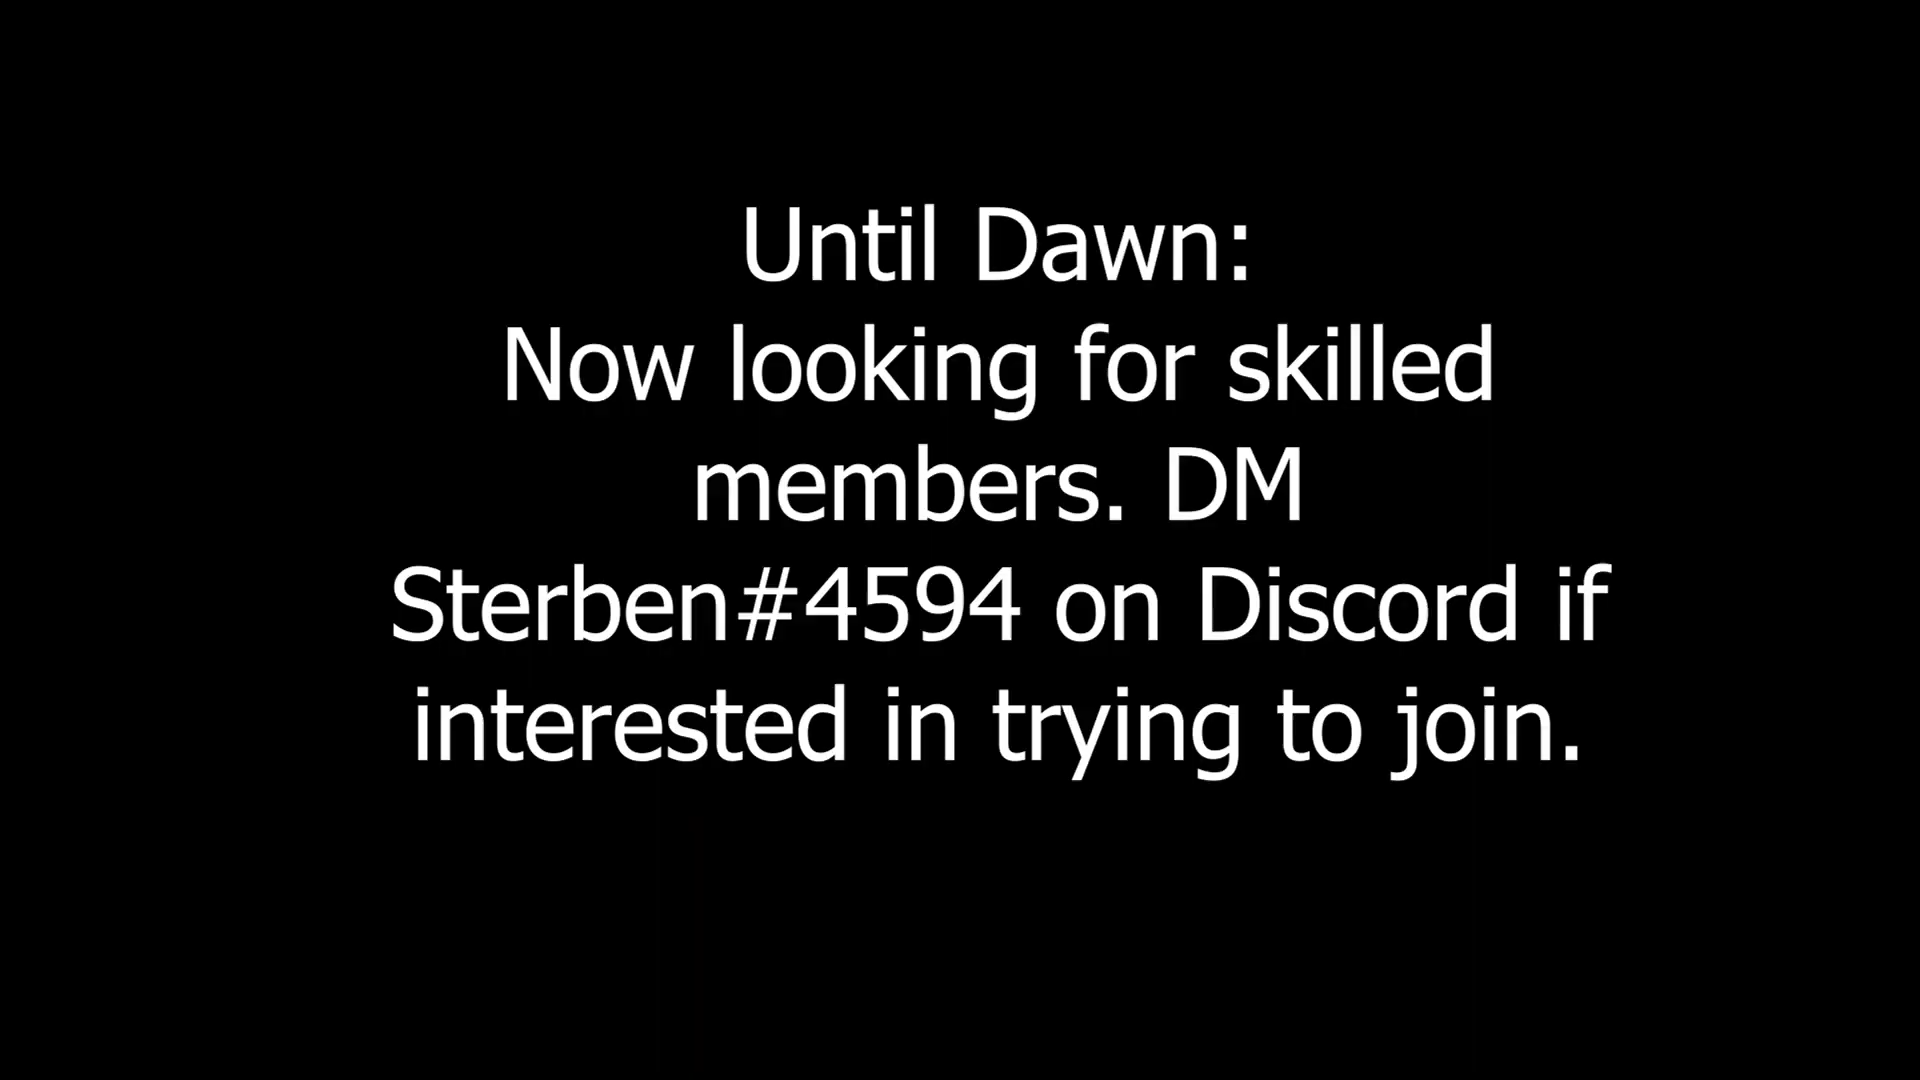 Until Dawn:
Now looking for skilled
members. DM
Sterben#4594 on Discord if
interested in trying to join.